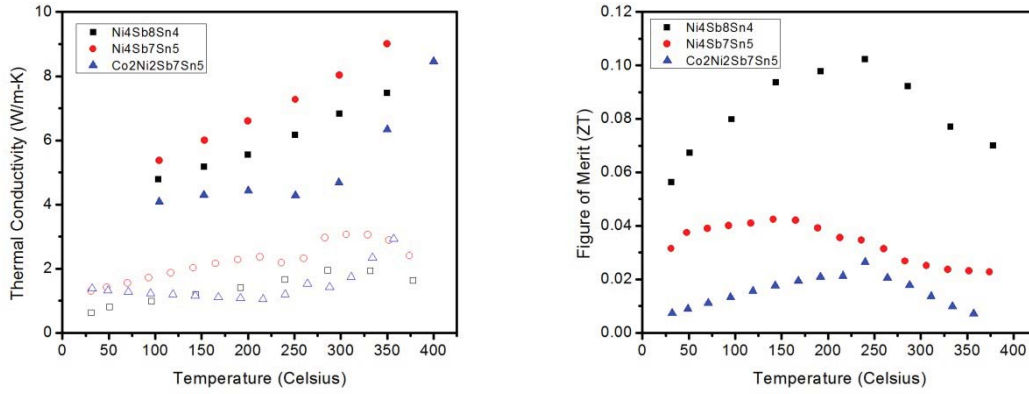 Thermal Conductivity (W/m-K)
10
8
6
4
2
0
Ni4Sb8Sn4
Ni4Sb7Sn5
Co2Ni2Sb7Sn5
0 50 100 150 200 250 300 350 400
Temperature (Celsius)
Figure of Merit (ZT)
0.12
0.10
0.08
0.06
0.04
0.02
0.00
Ni4Sb8Sn4
Ni4Sb7Sn5
Co2Ni2Sb7Sn5
0 50 100 150 200 250 300 350 400
Temperature (Celsius)